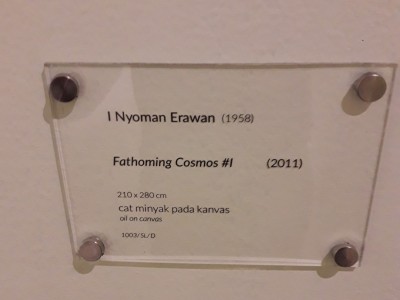 I Nyoman Erawan (1958)
Fathoming Cosmos #I (2011)
210 x 280 cm
cat minyak pada kanvas
oil on canvas
1003/SL/D